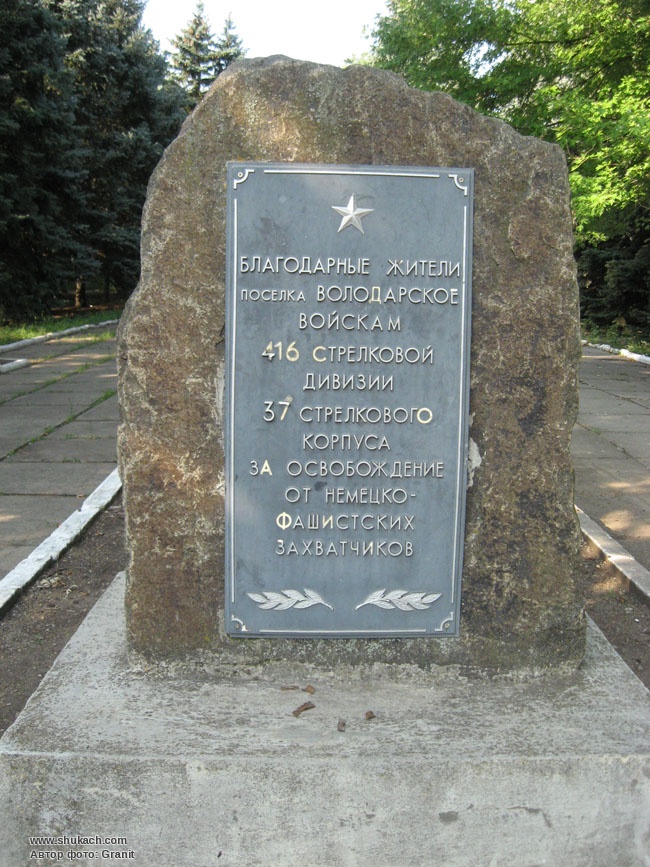 БЛАГОДАРНЫЕ ЖИТЕЛИ
ПОСЕЛКА ВОЛОДАРСКОЕ
ВОЙСКАМ
416 СТРЕЛКОВОЙ
ДИВИЗИИ
37 СТРЕЛКОВОГО
КОРПУСА
ЗА ОСВОБОЖДЕНИЕ
ОТ НЕМЕЦКО-
ФАШИСТСКИХ
ЗАХВАТЧИКОВ
www.shukach.com
Автор фото: Granit